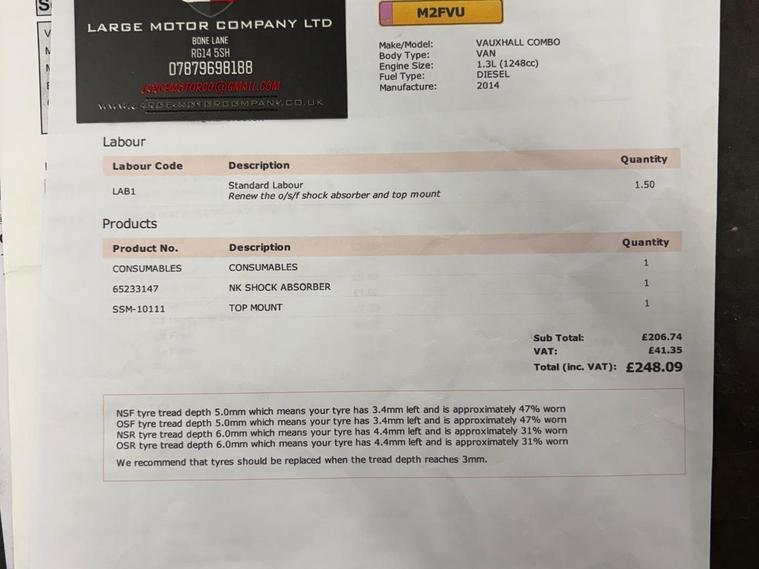 LARGE MOTOR COMPANY LTD
BONE LANE
RG14 5SH
07879698188
LARGEMOTORCO@GMAIL.COM
WWW.LARGEMOTORCOMPANY.CO.UK
M2FVU
Make/Model: VAUXHALL COMBO
Body Type: VAN
Engine Size: 1.3L (1248cc)
Fuel Type: DIESEL
Manufacture: 2014
Labour
Labour Code Description Quantity
LAB1 Standard Labour 1.50
Renew the o/s/f shock absorber and top mount
Products
Product No. Description Quantity
CONSUMABLES CONSUMABLES 1
65233147 NK SHOCK ABSORBER 1
SSM-10111 TOP MOUNT 1
Sub Total: £206.74
VAT: £41.35
Total (inc. VAT): £248.09
NSF tyre tread depth 5.0mm which means your tyre has 3.4mm left and is approximately 47% worn
OSF tyre tread depth 5.0mm which means your tyre has 3.4mm left and is approximately 47% worn
NSR tyre tread depth 6.0mm which means your tyre has 4.4mm left and is approximately 31% worn
OSR tyre tread depth 6.0mm which means your tyre has 4.4mm left and is approximately 31% worn
We recommend that tyres should be replaced when the tread depth reaches 3mm.